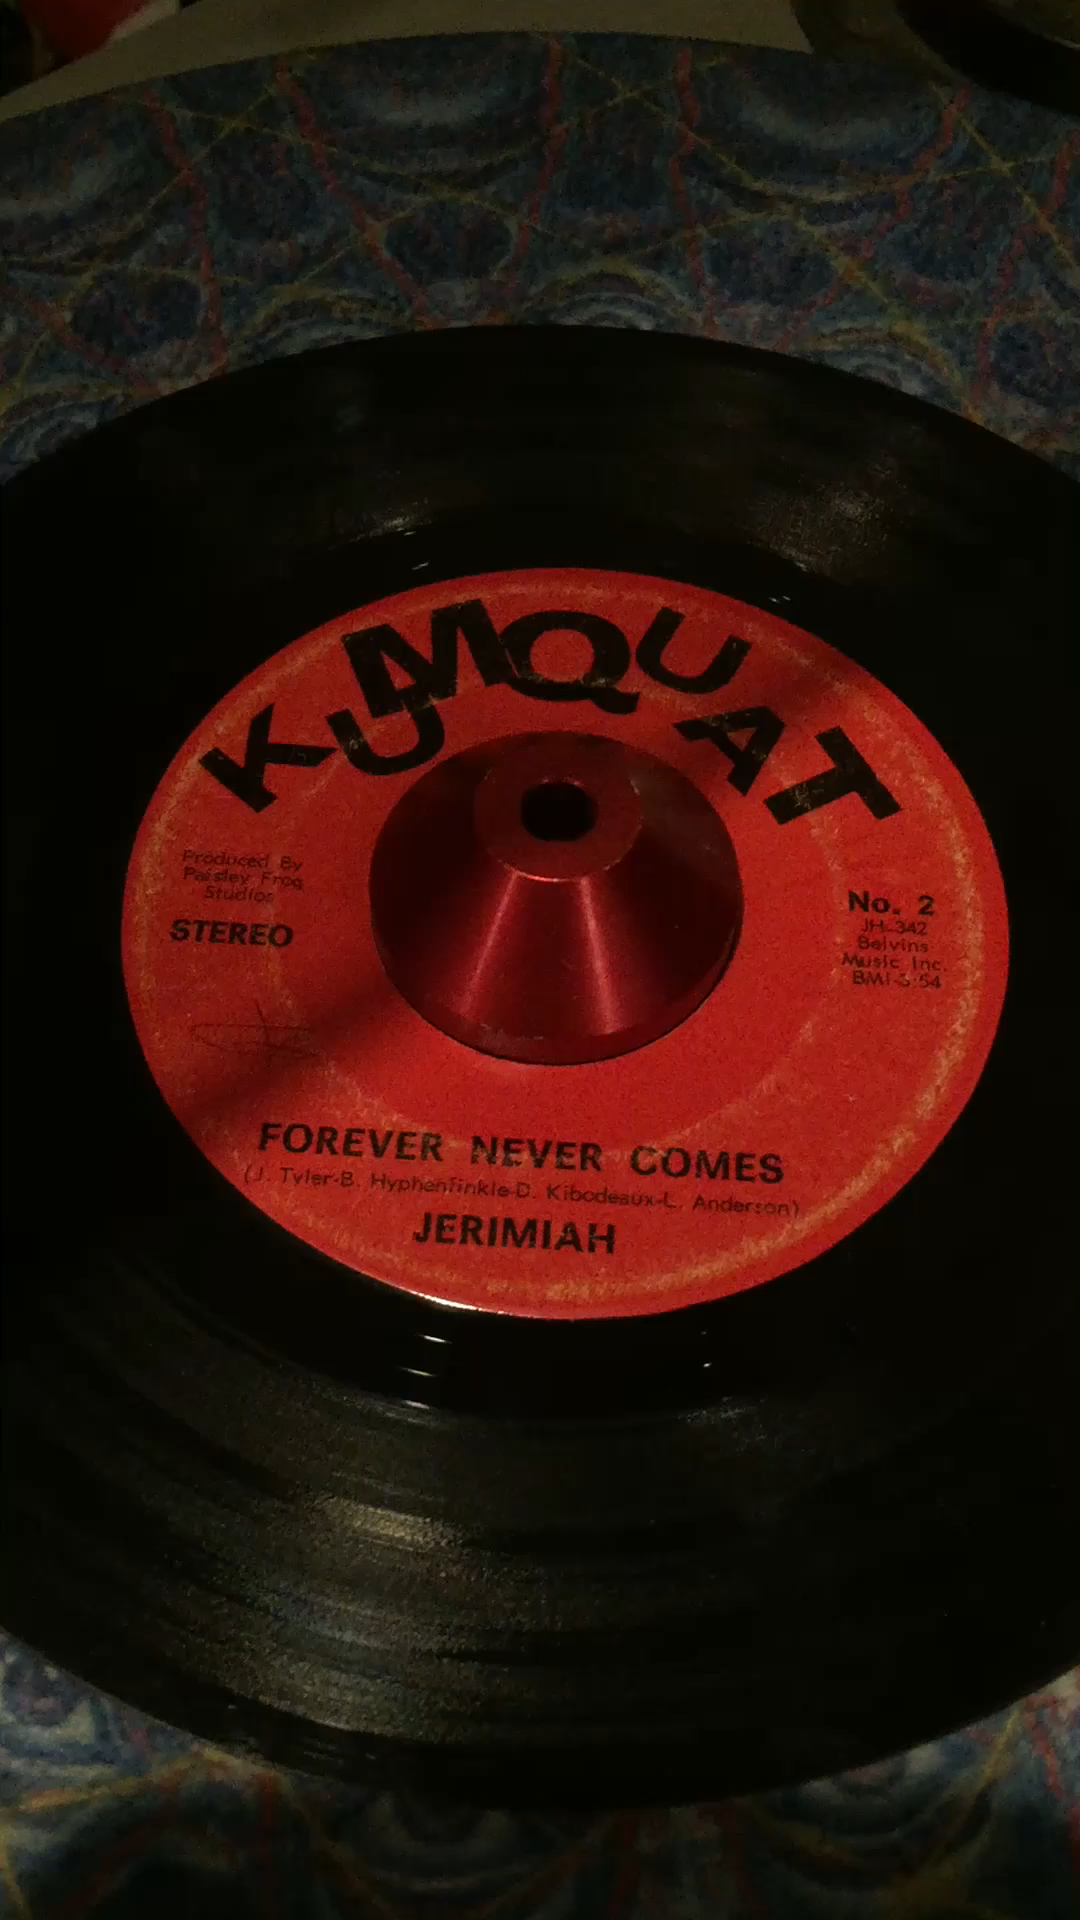 KUMQUAT
Produced By
Paisley Frog
Studios
STEREO
No. 2
JH-342
Belvins
Music Inc.
BMI-3:54
FOREVER NEVER COMES
(J. Tyler-B. Hyphenfinkle-D. Kibodeaux-L. Anderson)
JERIMIAH